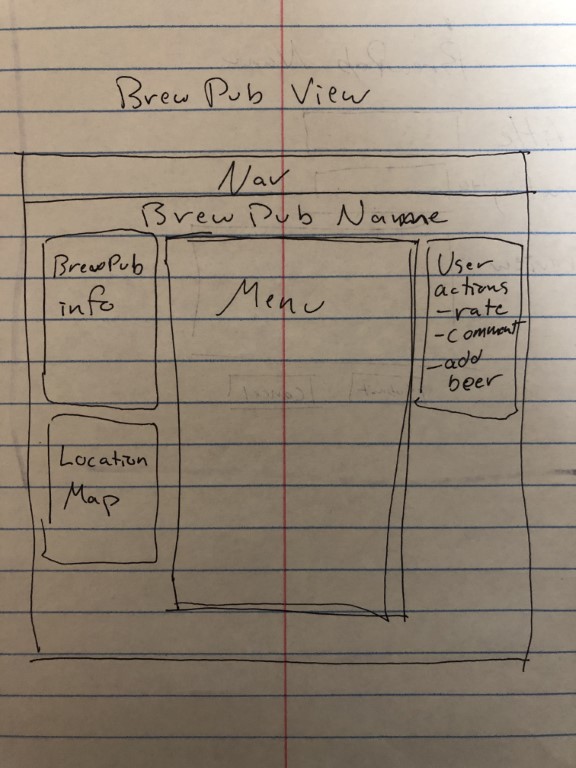 Brew Pub View
Nav
Brew Pub Name
BrewPub
info
Location
Map
Menu
User
actions
- rate
- comment
- add
beer